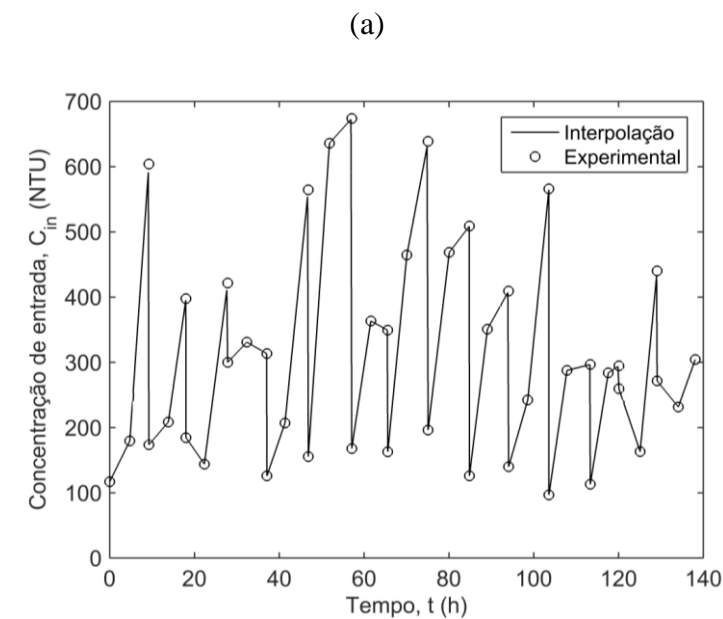 (a)
700
600
500
400
300
200
100
0
Concentração de entrada, C_in (NTU)
Interpolação
Experimental
0 20 40 60 80 100 120 140
Tempo, t (h)